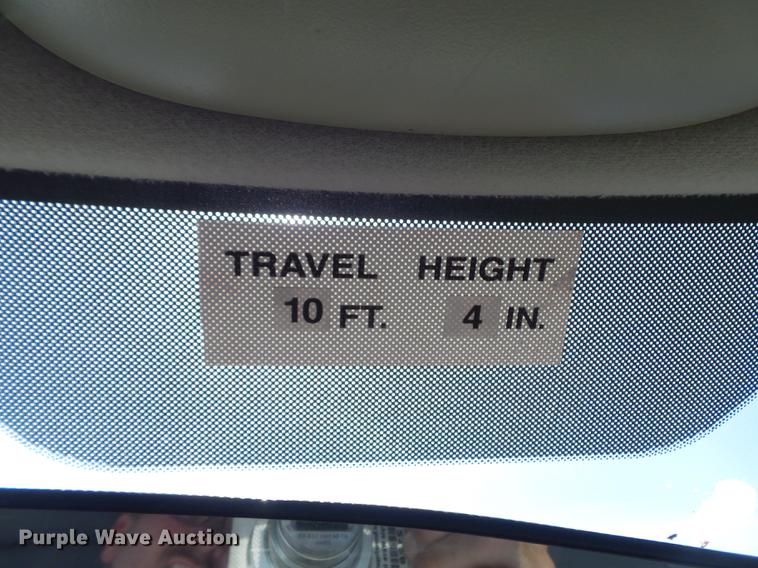 TRAVEL HEIGHT
10 FT. 4 IN.
Purple Wave Auction